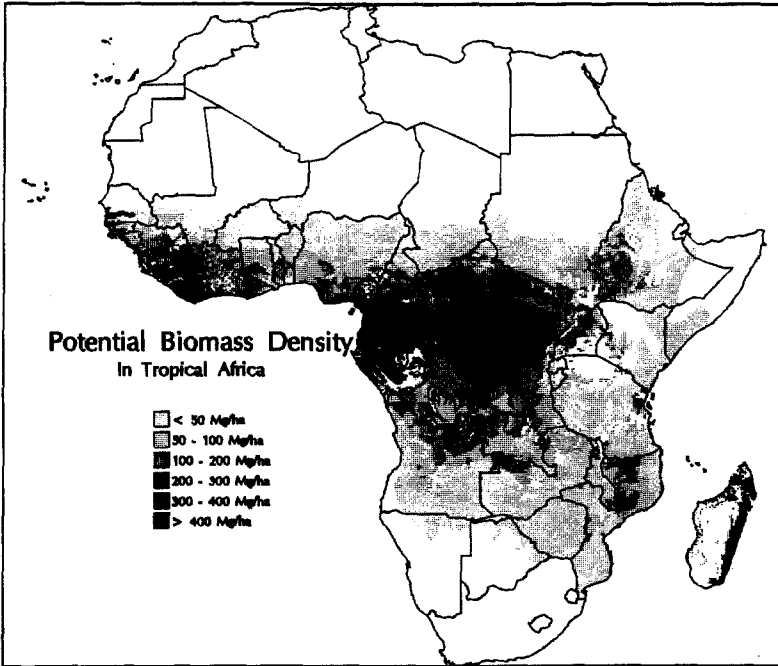 Potential Biomass Density
In Tropical Africa
< 50 Mg/ha
50 - 100 Mg/ha
100 - 200 Mg/ha
200 - 300 Mg/ha
300 - 400 Mg/ha
> 400 Mg/ha